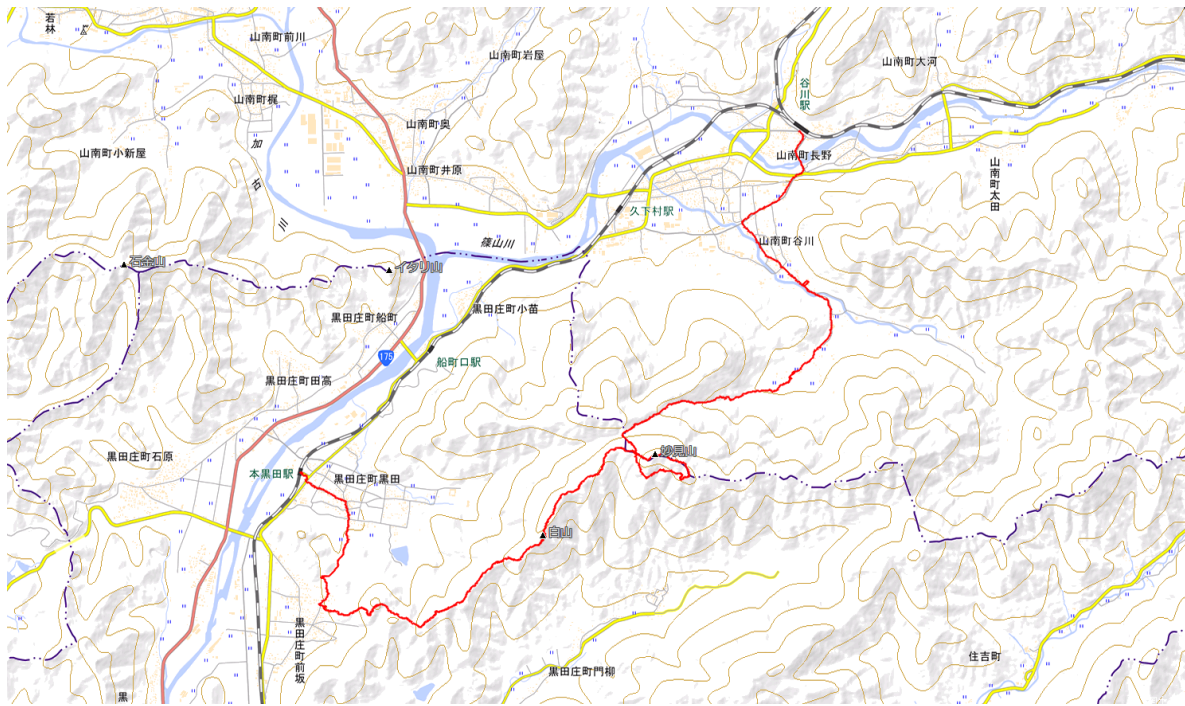 若林
山南町前川
山南町岩屋
山南町大河
谷川駅
山南町梶
山南町奥
山南町小新屋
加古川
山南町井原
山南町長野
山南町太田
久下村駅
篠山川
山南町谷川
石金山
イタリ山
黒田庄町船町
黒田庄町小苗
175
船町口駅
黒田庄町田高
黒田庄町石原
本黒田駅
黒田庄町黒田
妙見山
白山
黒田庄町前坂
黒田庄町門柳
住吉町
黒